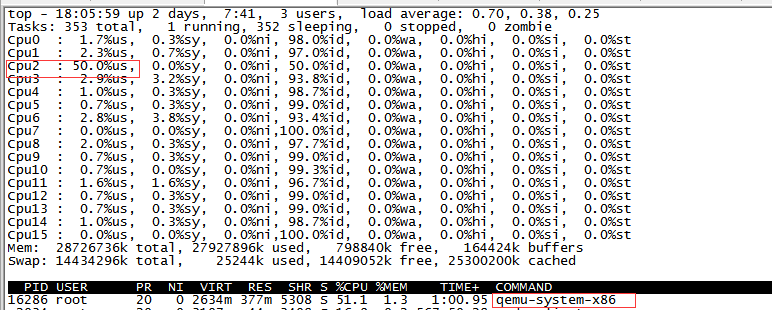 top - 18:05:59 up 2 days,  7:41,  3 users,  load average: 0.70, 0.38, 0.25
Tasks: 353 total,   1 running, 352 sleeping,   0 stopped,   0 zombie
Cpu0  :  1.7%us,  0.3%sy,  0.0%ni, 98.0%id,  0.0%wa,  0.0%hi,  0.0%si,  0.0%st
Cpu1  :  2.3%us,  0.7%sy,  0.0%ni, 97.0%id,  0.0%wa,  0.0%hi,  0.0%si,  0.0%st
Cpu2  : 50.0%us,  0.0%sy,  0.0%ni, 50.0%id,  0.0%wa,  0.0%hi,  0.0%si,  0.0%st
Cpu3  :  2.9%us,  3.2%sy,  0.0%ni, 93.8%id,  0.0%wa,  0.0%hi,  0.0%si,  0.0%st
Cpu4  :  1.0%us,  0.3%sy,  0.0%ni, 98.7%id,  0.0%wa,  0.0%hi,  0.0%si,  0.0%st
Cpu5  :  0.7%us,  0.3%sy,  0.0%ni, 99.0%id,  0.0%wa,  0.0%hi,  0.0%si,  0.0%st
Cpu6  :  2.8%us,  3.8%sy,  0.0%ni, 93.4%id,  0.0%wa,  0.0%hi,  0.0%si,  0.0%st
Cpu7  :  0.0%us,  0.0%sy,  0.0%ni,100.0%id,  0.0%wa,  0.0%hi,  0.0%si,  0.0%st
Cpu8  :  2.0%us,  0.3%sy,  0.0%ni, 97.7%id,  0.0%wa,  0.0%hi,  0.0%si,  0.0%st
Cpu9  :  0.7%us,  0.3%sy,  0.0%ni, 99.0%id,  0.0%wa,  0.0%hi,  0.0%si,  0.0%st
Cpu10 :  0.7%us,  0.0%sy,  0.0%ni, 99.3%id,  0.0%wa,  0.0%hi,  0.0%si,  0.0%st
Cpu11 :  1.6%us,  1.6%sy,  0.0%ni, 96.7%id,  0.0%wa,  0.0%hi,  0.0%si,  0.0%st
Cpu12 :  0.7%us,  0.3%sy,  0.0%ni, 99.0%id,  0.0%wa,  0.0%hi,  0.0%si,  0.0%st
Cpu13 :  0.7%us,  0.3%sy,  0.0%ni, 99.0%id,  0.0%wa,  0.0%hi,  0.0%si,  0.0%st
Cpu14 :  1.0%us,  0.3%sy,  0.0%ni, 98.7%id,  0.0%wa,  0.0%hi,  0.0%si,  0.0%st
Cpu15 :  0.0%us,  0.0%sy,  0.0%ni,100.0%id,  0.0%wa,  0.0%hi,  0.0%si,  0.0%st
Mem:  28726736k total, 27927896k used,   798840k free,   164424k buffers
Swap: 14434296k total,    25244k used, 14409052k free, 25300200k cached
PID USER      PR  NI  VIRT  RES  SHR S %CPU %MEM    TIME+  COMMAND
16286 root      20   0 2634m 377m 5308 S 51.1  1.3   1:00.95 qemu-system-x86